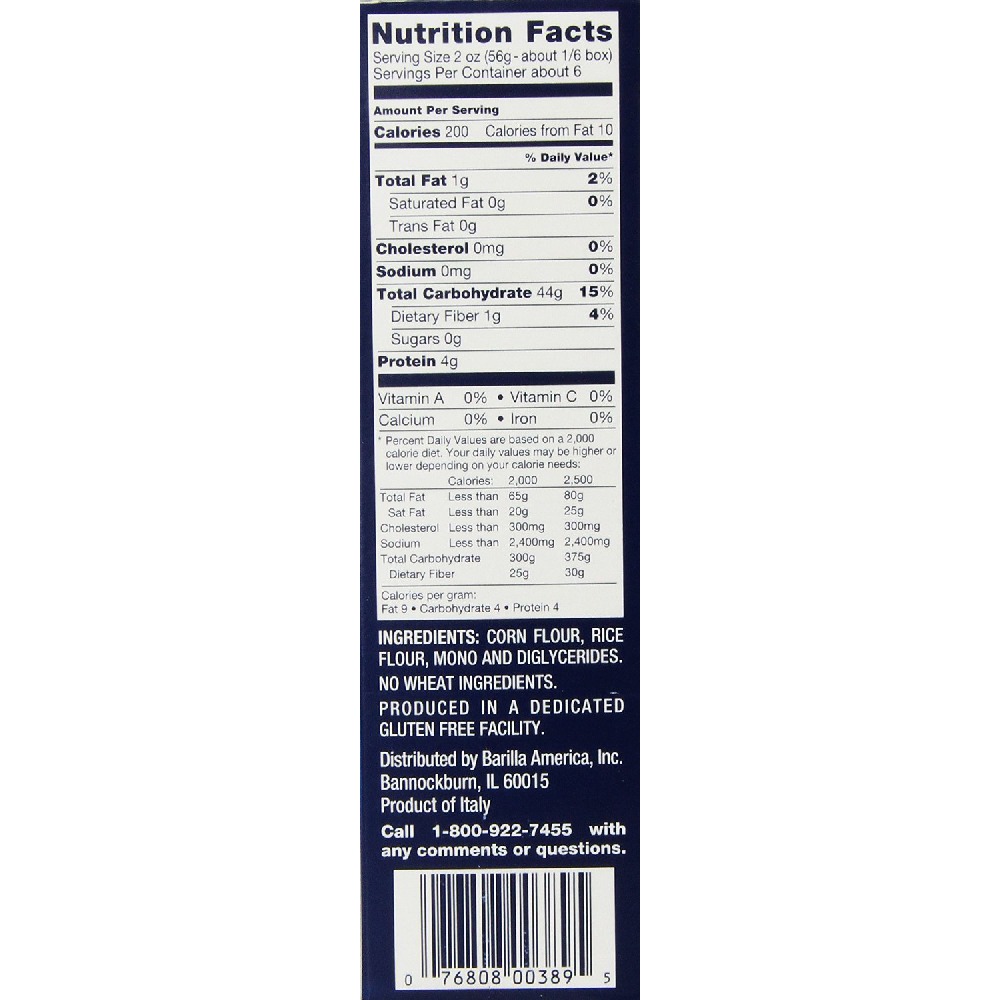 Nutrition Facts
Serving Size 2 oz (56g - about 1/6 box)
Servings Per Container about 6
Amount Per Serving
Calories 200 Calories from Fat 10
% Daily Value*
Total Fat 1g 2%
Saturated Fat 0g 0%
Trans Fat 0g
Cholesterol 0mg 0%
Sodium 0mg 0%
Total Carbohydrate 44g 15%
Dietary Fiber 1g 4%
Sugars 0g
Protein 4g
Vitamin A 0% • Vitamin C 0%
Calcium 0% • Iron 0%
* Percent Daily Values are based on a 2,000
calorie diet. Your daily values may be higher or
lower depending on your calorie needs:
Calories: 2,000 2,500
Total Fat Less than 65g 80g
Sat Fat Less than 20g 25g
Cholesterol Less than 300mg 300mg
Sodium Less than 2,400mg 2,400mg
Total Carbohydrate 300g 375g
Dietary Fiber 25g 30g
Calories per gram:
Fat 9 • Carbohydrate 4 • Protein 4
INGREDIENTS: CORN FLOUR, RICE
FLOUR, MONO AND DIGLYCERIDES.
NO WHEAT INGREDIENTS.
PRODUCED IN A DEDICATED
GLUTEN FREE FACILITY.
Distributed by Barilla America, Inc.
Bannockburn, IL 60015
Product of Italy
Call 1-800-922-7455 with
any comments or questions.
0 76808 00389 5